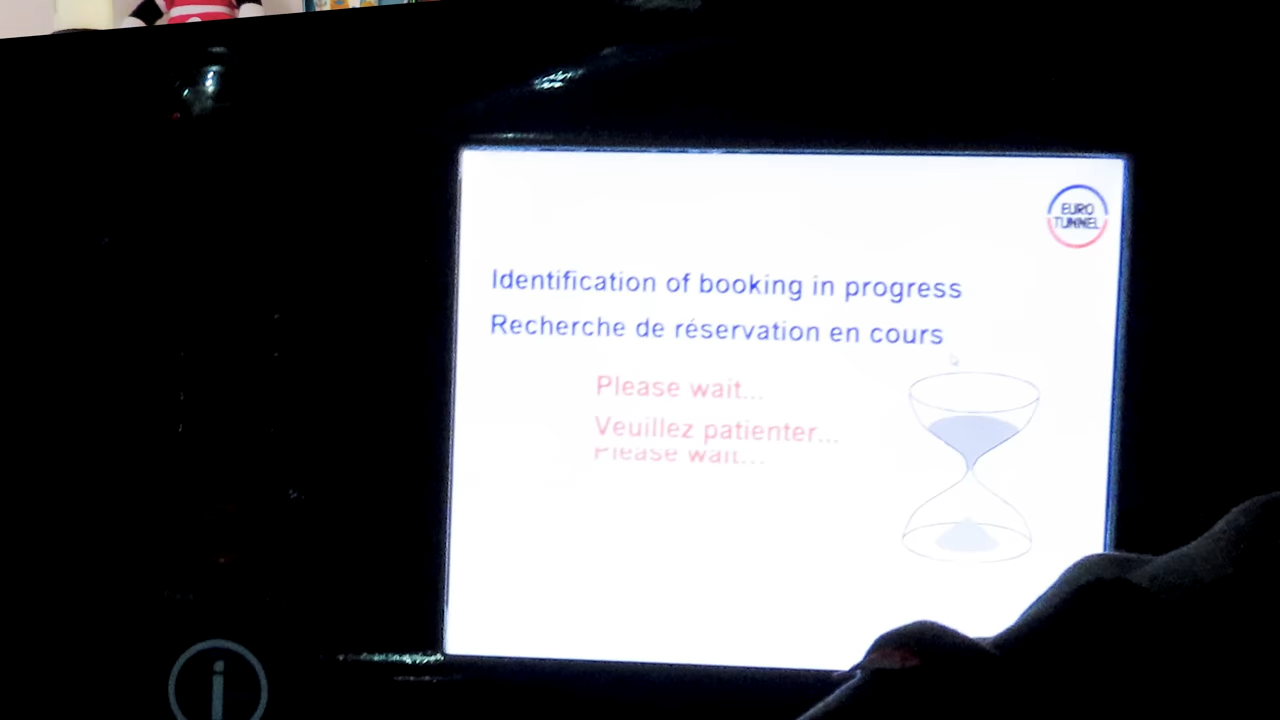 EURO
TUNNEL
Identification of booking in progress
Recherche de réservation en cours
Please wait...
Veuillez patienter...
Please wait...
i